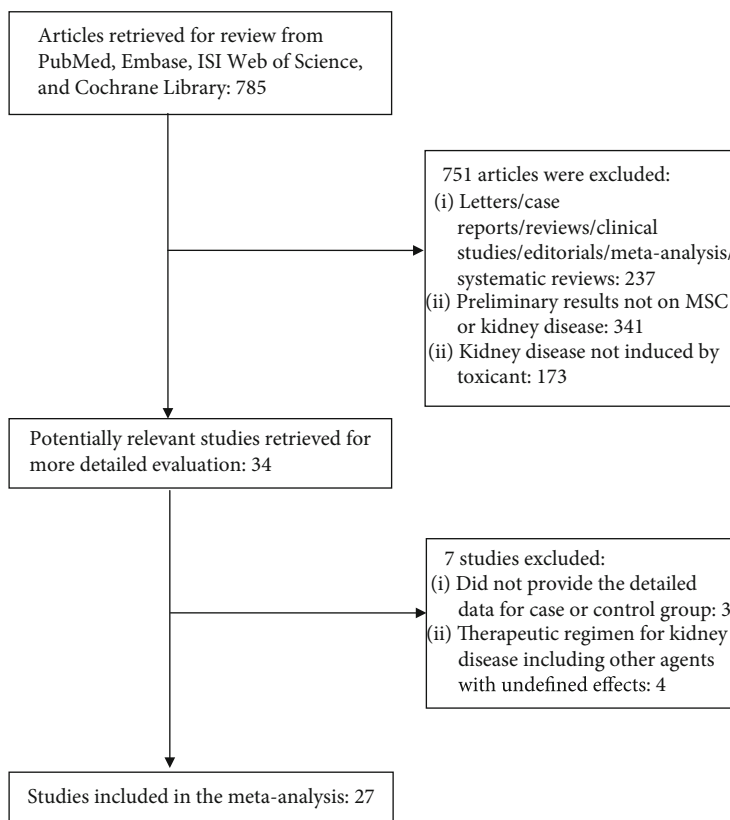 Articles retrieved for review from
PubMed, Embase, ISI Web of Science,
and Cochrane Library: 785
751 articles were excluded:
(i) Letters/case
reports/reviews/clinical
studies/editorials/meta-analysis/
systematic reviews: 237
(ii) Preliminary results not on MSC
or kidney disease: 341
(ii) Kidney disease not induced by
toxicant: 173
Potentially relevant studies retrieved for
more detailed evaluation: 34
7 studies excluded:
(i) Did not provide the detailed
data for case or control group: 3
(ii) Therapeutic regimen for kidney
disease including other agents
with undefined effects: 4
Studies included in the meta-analysis: 27